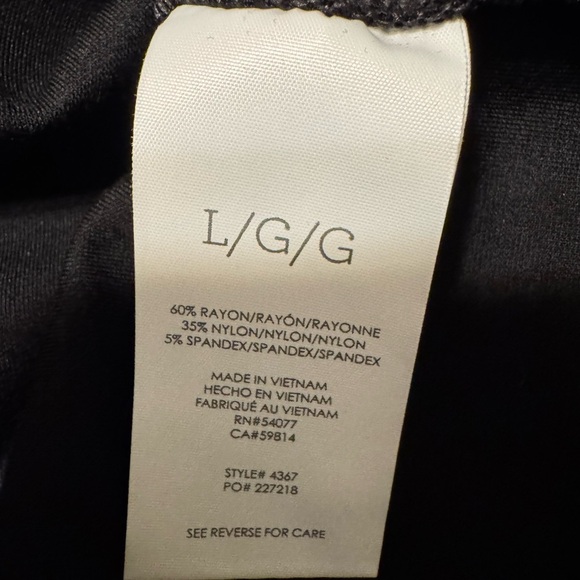 L/G/G
60% RAYON/RAYÓN/RAYONNE
35% NYLON/NYLON/NYLON
5% SPANDEX/SPANDEX/SPANDEX
MADE IN VIETNAM
HECHO EN VIETNAM
FABRIQUÉ AU VIETNAM
RN#54077
CA#59814
STYLE# 4367
PO# 227218
SEE REVERSE FOR CARE